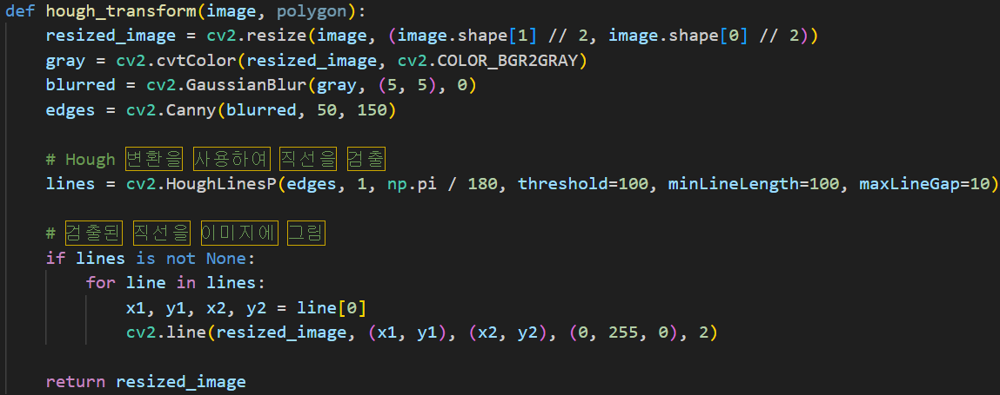 def hough_transform(image, polygon):
    resized_image = cv2.resize(image, (image.shape[1] // 2, image.shape[0] // 2))
    gray = cv2.cvtColor(resized_image, cv2.COLOR_BGR2GRAY)
    blurred = cv2.GaussianBlur(gray, (5, 5), 0)
    edges = cv2.Canny(blurred, 50, 150)

    # Hough 변환을 사용하여 직선을 검출
    lines = cv2.HoughLinesP(edges, 1, np.pi / 180, threshold=100, minLineLength=100, maxLineGap=10)

    # 검출된 직선을 이미지에 그림
    if lines is not None:
        for line in lines:
            x1, y1, x2, y2 = line[0]
            cv2.line(resized_image, (x1, y1), (x2, y2), (0, 255, 0), 2)

    return resized_image